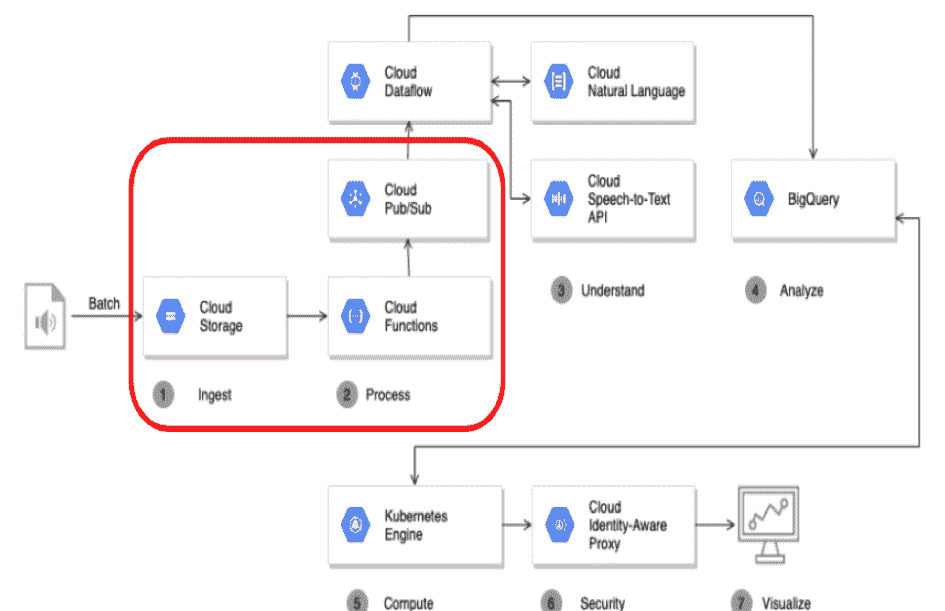 Cloud
Dataflow
Cloud
Natural Language
Cloud
Pub/Sub
Cloud
Speech-to-Text
API
BigQuery
Batch
Cloud
Storage
Cloud
Functions
3 Understand
4 Analyze
1 Ingest
2 Process
Kubernetes
Engine
Cloud
Identity-Aware
Proxy
5 Compute
6 Security
7 Visualize